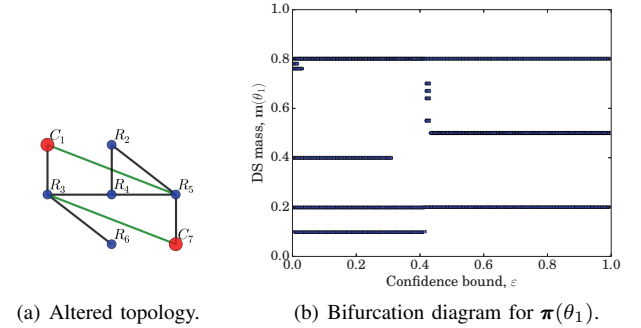 C₁
R₂
R₃
R₄
R₅
R₆
C₇
(a) Altered topology.
DS mass, m(θ₁)
1.0
0.8
0.6
0.4
0.2
0.0
0.0 0.2 0.4 0.6 0.8 1.0
Confidence bound, ε
(b) Bifurcation diagram for π(θ₁).